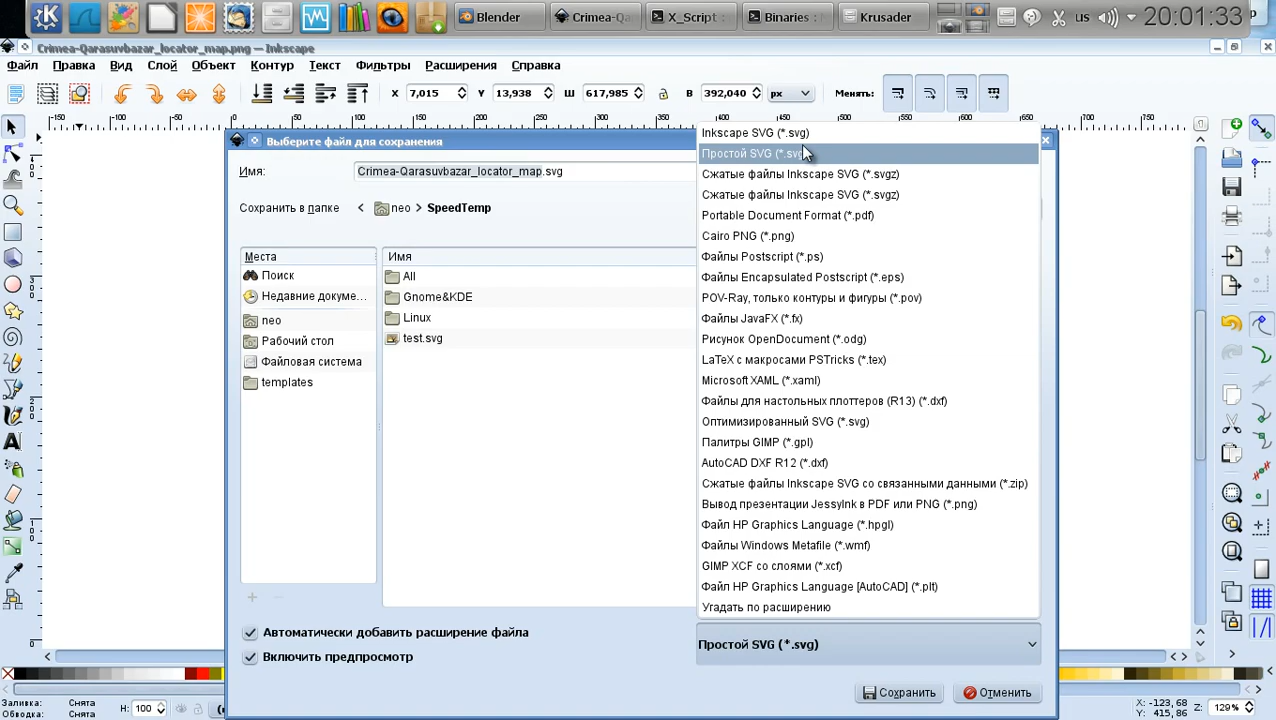 Blender
Crimea-Qa
X_Script :
Binaries :
Krusader
us
20:01:33
Crimea-Qarasuvbazar_locator_map.png — Inkscape
Файл Правка Вид Слой Объект Контур Текст Фильтры Расширения Справка
X 7,015 Y 13,938 Ш 617,985 В 392,040 px Менять:
Выберите файл для сохранения
Имя: Crimea-Qarasuvbazar_locator_map.svg
Сохранить в папке neo SpeedTemp
Места
Поиск
Недавние докуме...
neo
Рабочий стол
Файловая система
templates
Имя
All
Gnome&KDE
Linux
test.svg
Inkscape SVG (*.svg)
Простой SVG (*.svg)
Сжатые файлы Inkscape SVG (*.svgz)
Сжатые файлы Inkscape SVG (*.svgz)
Portable Document Format (*.pdf)
Cairo PNG (*.png)
Файлы Postscript (*.ps)
Файлы Encapsulated Postscript (*.eps)
POV-Ray, только контуры и фигуры (*.pov)
Файлы JavaFX (*.fx)
Рисунок OpenDocument (*.odg)
LaTeX с макросами PSTricks (*.tex)
Microsoft XAML (*.xaml)
Файлы для настольных плоттеров (R13) (*.dxf)
Оптимизированный SVG (*.svg)
Палитры GIMP (*.gpl)
AutoCAD DXF R12 (*.dxf)
Сжатые файлы Inkscape SVG со связанными данными (*.zip)
Вывод презентации JessyInk в PDF или PNG (*.png)
Файл HP Graphics Language (*.hpgl)
Файлы Windows Metafile (*.wmf)
GIMP XCF со слоями (*.xcf)
Файл HP Graphics Language [AutoCAD] (*.plt)
Угадать по расширению
Автоматически добавить расширение файла
Включить предпросмотр
Простой SVG (*.svg)
Сохранить
Отменить
Заливка: Снята
Обводка: Снята
Н: 100
X: -123,68
Y: 415,86
Z: 129%